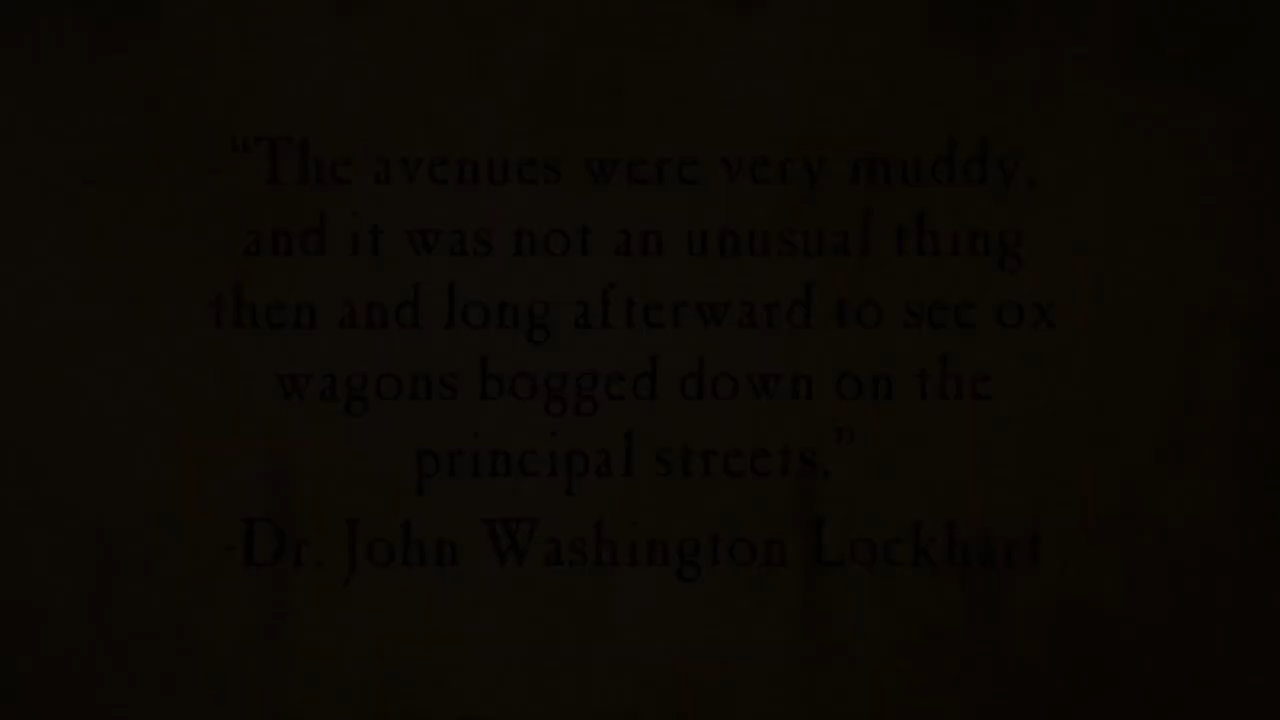 “The avenues were very muddy,
and it was not an unusual thing
then and long afterward to see ox
wagons bogged down on the
principal streets.”
-Dr. John Washington Lockhart